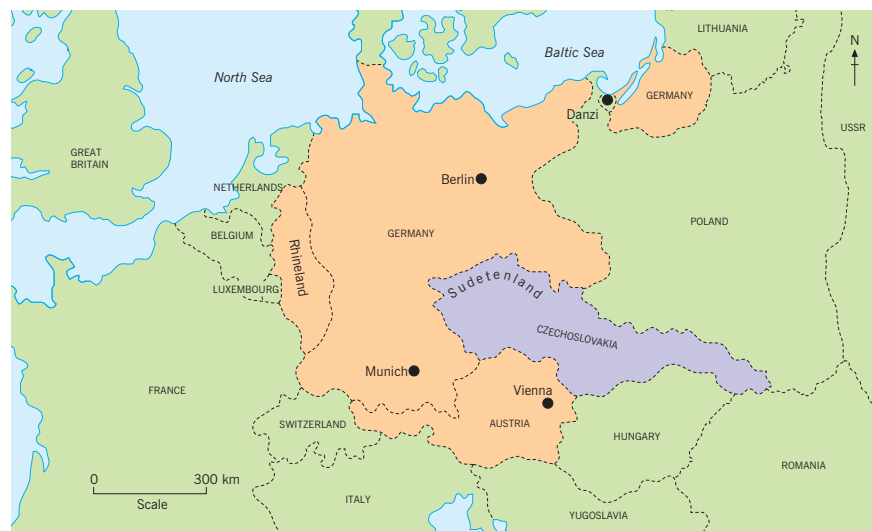 LITHUANIA
Baltic Sea
N
North Sea
GERMANY
Danzi
USSR
GREAT
BRITAIN
Berlin
NETHERLANDS
POLAND
BELGIUM
GERMANY
Rhineland
Sudetenland
LUXEMBOURG
CZECHOSLOVAKIA
Munich
FRANCE
Vienna
SWITZERLAND
AUSTRIA
HUNGARY
ROMANIA
0 300 km
Scale
ITALY
YUGOSLAVIA